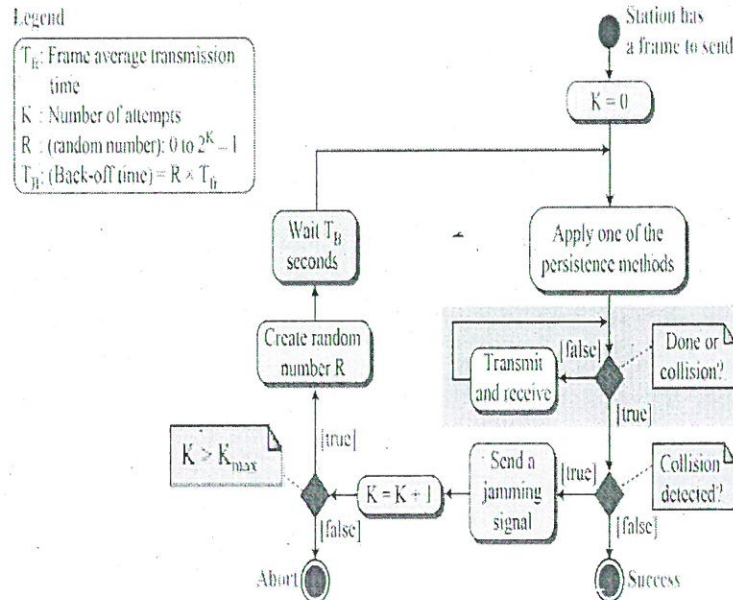 Legend
T_fr: Frame average transmission
time
K : Number of attempts
R : (random number): 0 to 2^K – 1
T_B: (Back-off time) = R × T_fr
Station has
a frame to send
K = 0
Wait T_B
seconds
Apply one of the
persistence methods
Create random
number R
Transmit
and receive
[false]
Done or
collision?
[true]
K > K_max
[true]
Send a
jamming
signal
K = K + 1
[true]
Collision
detected?
[false]
[false]
Abort
Success